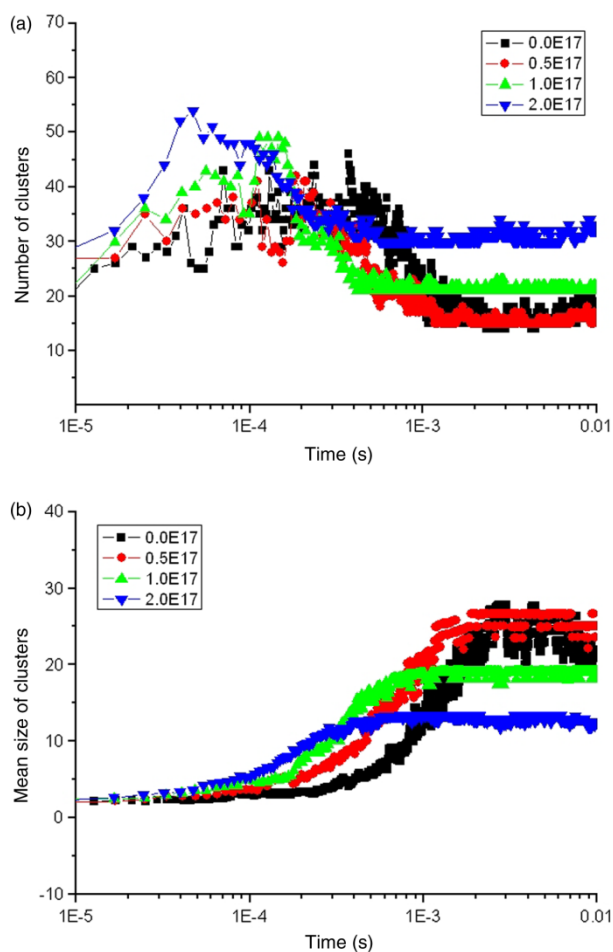 (a)
70
60
50
40
30
20
10
Number of clusters
0.0E17
0.5E17
1.0E17
2.0E17
1E-5
1E-4
1E-3
0.01
Time (s)
(b)
40
30
20
10
0
-10
Mean size of clusters
0.0E17
0.5E17
1.0E17
2.0E17
1E-5
1E-4
1E-3
0.01
Time (s)